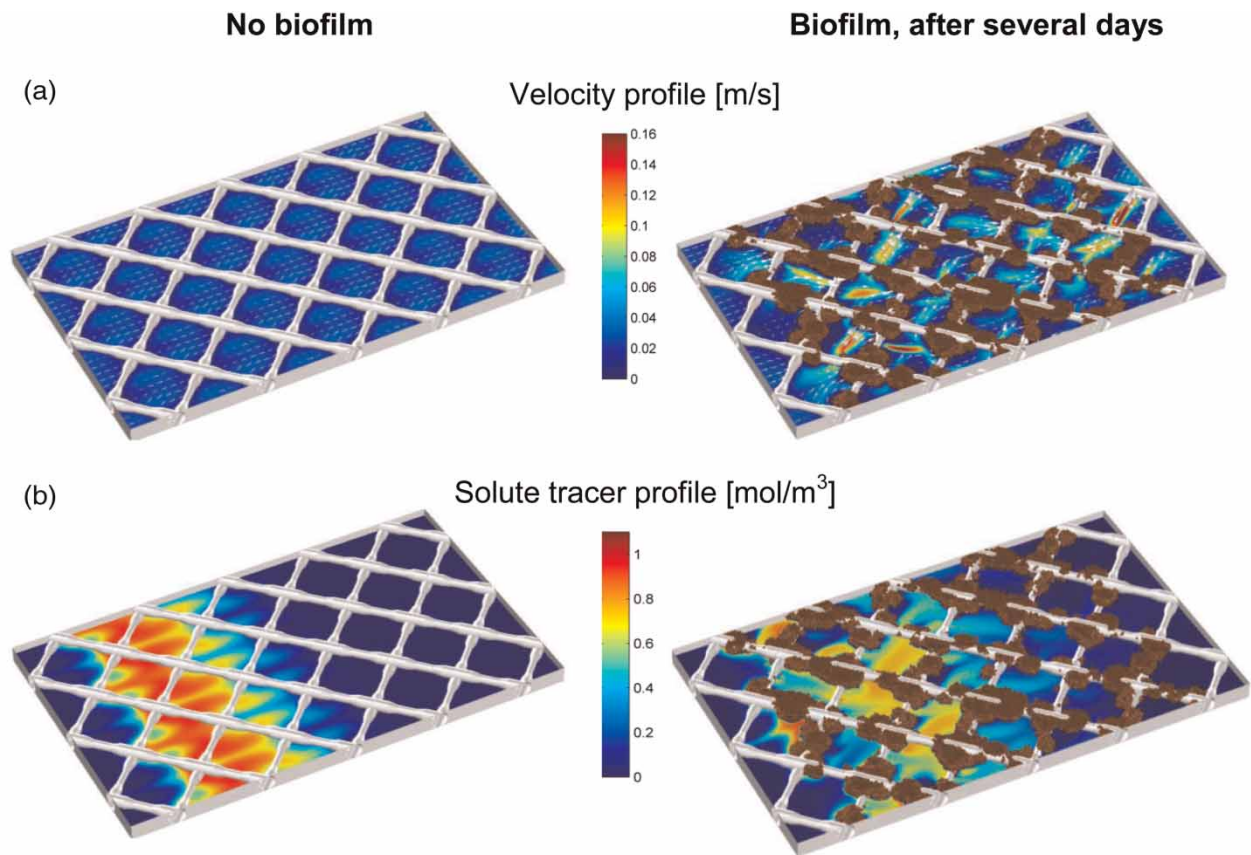 No biofilm
Biofilm, after several days
(a)
Velocity profile [m/s]
0.16
0.14
0.12
0.1
0.08
0.06
0.04
0.02
0
(b)
Solute tracer profile [mol/m³]
1
0.8
0.6
0.4
0.2
0